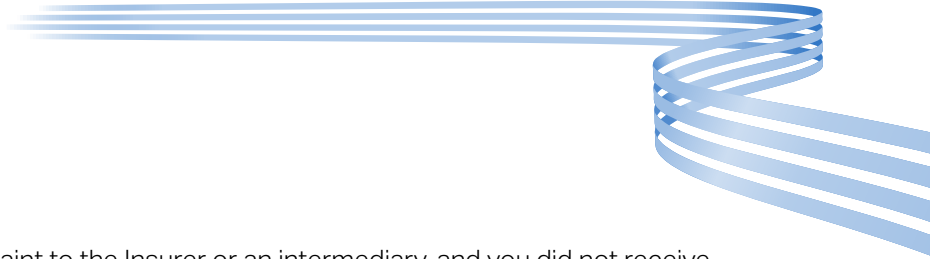 aint to the Insurer or an intermediary, and you did not receive